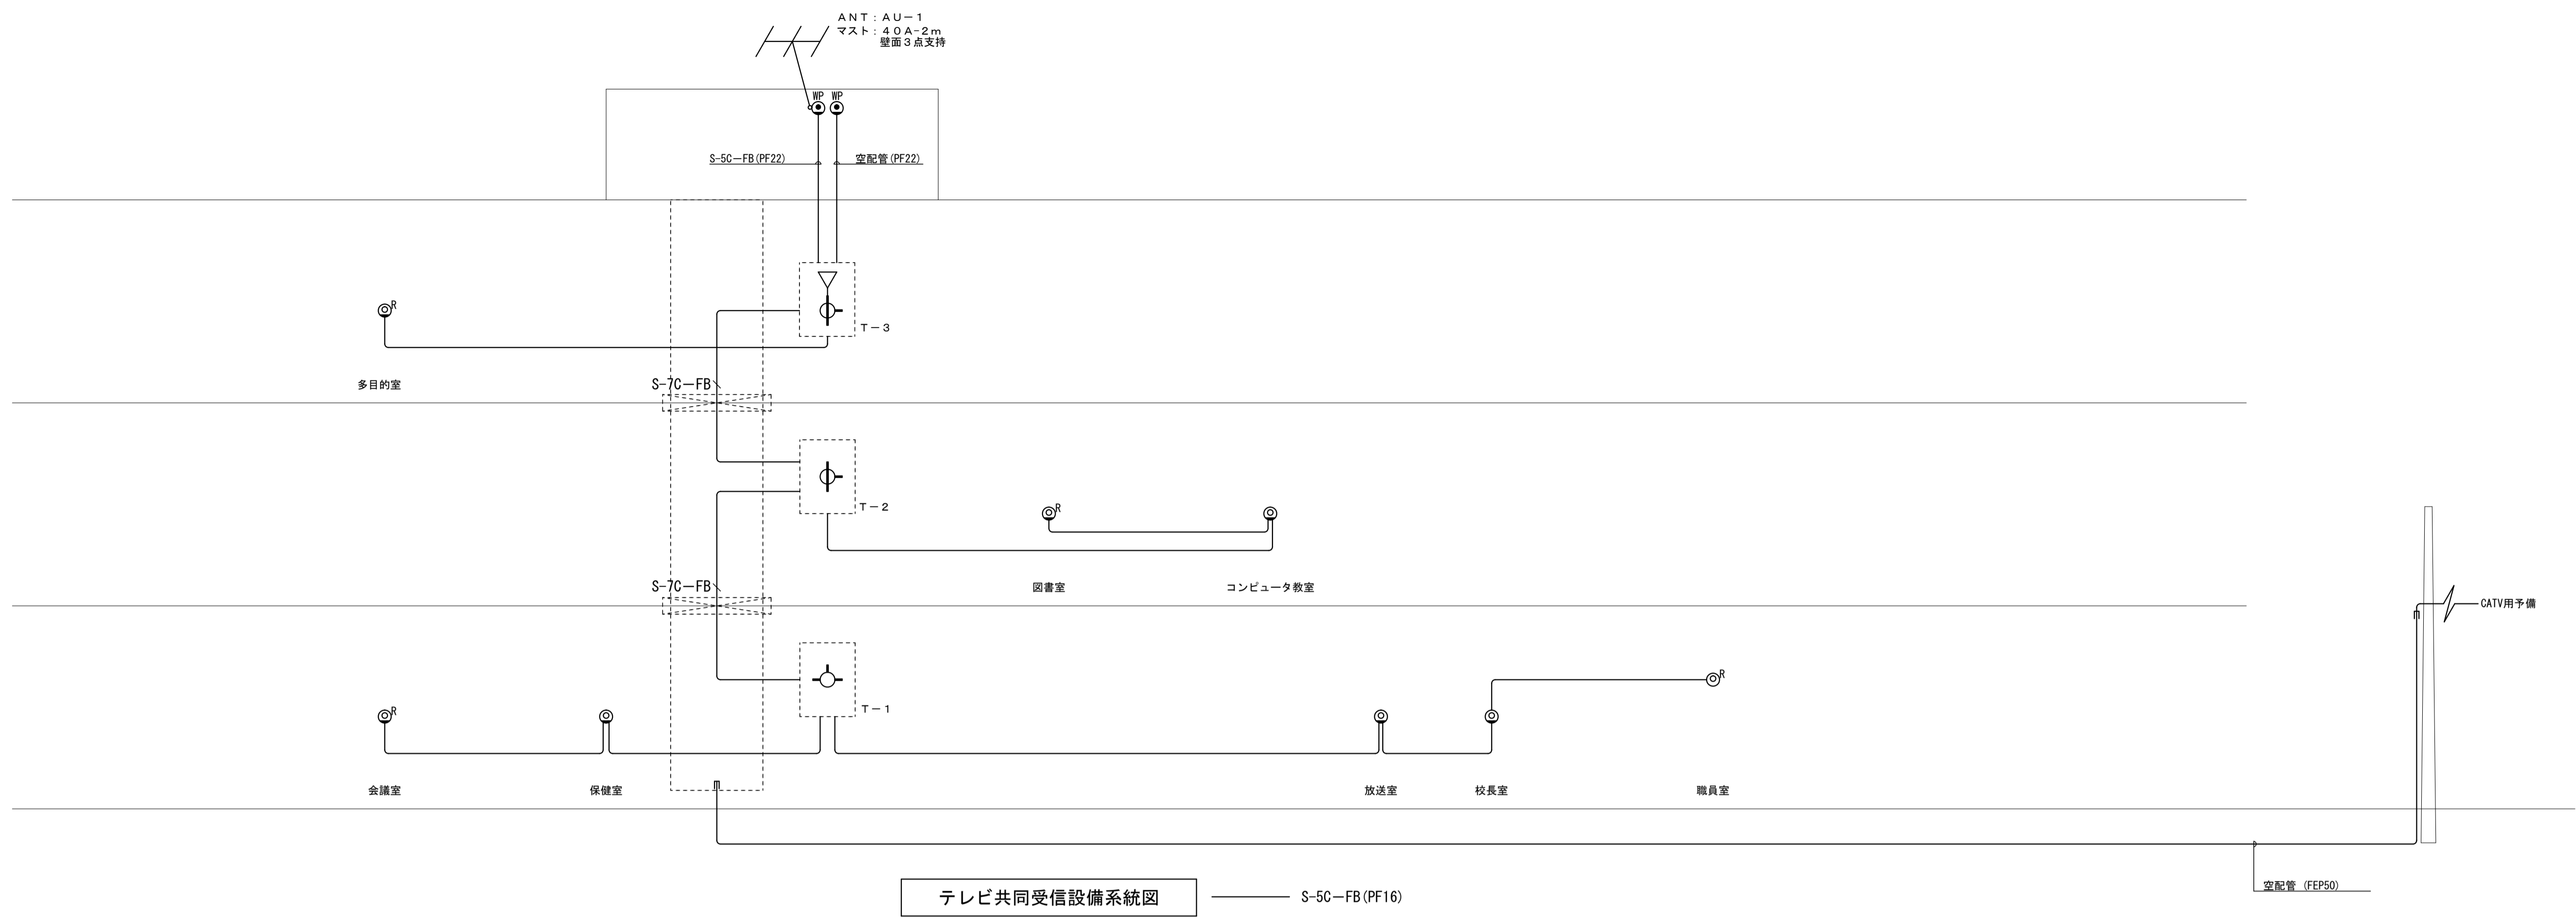 ＡＮＴ：ＡＵ－１
マスト：４０Ａ-２ｍ
壁面３点支持
WP WP
S-5C－FB(PF22)
空配管(PF22)
R
Ｔ－３
多目的室
S-7C－FB
Ｔ－２
R
S-7C－FB
図書室
コンピュータ教室
CATV用予備
R
R
Ｔ－１
会議室
保健室
放送室
校長室
職員室
空配管 (FEP50)
テレビ共同受信設備系統図
S-5C－FB(PF16)